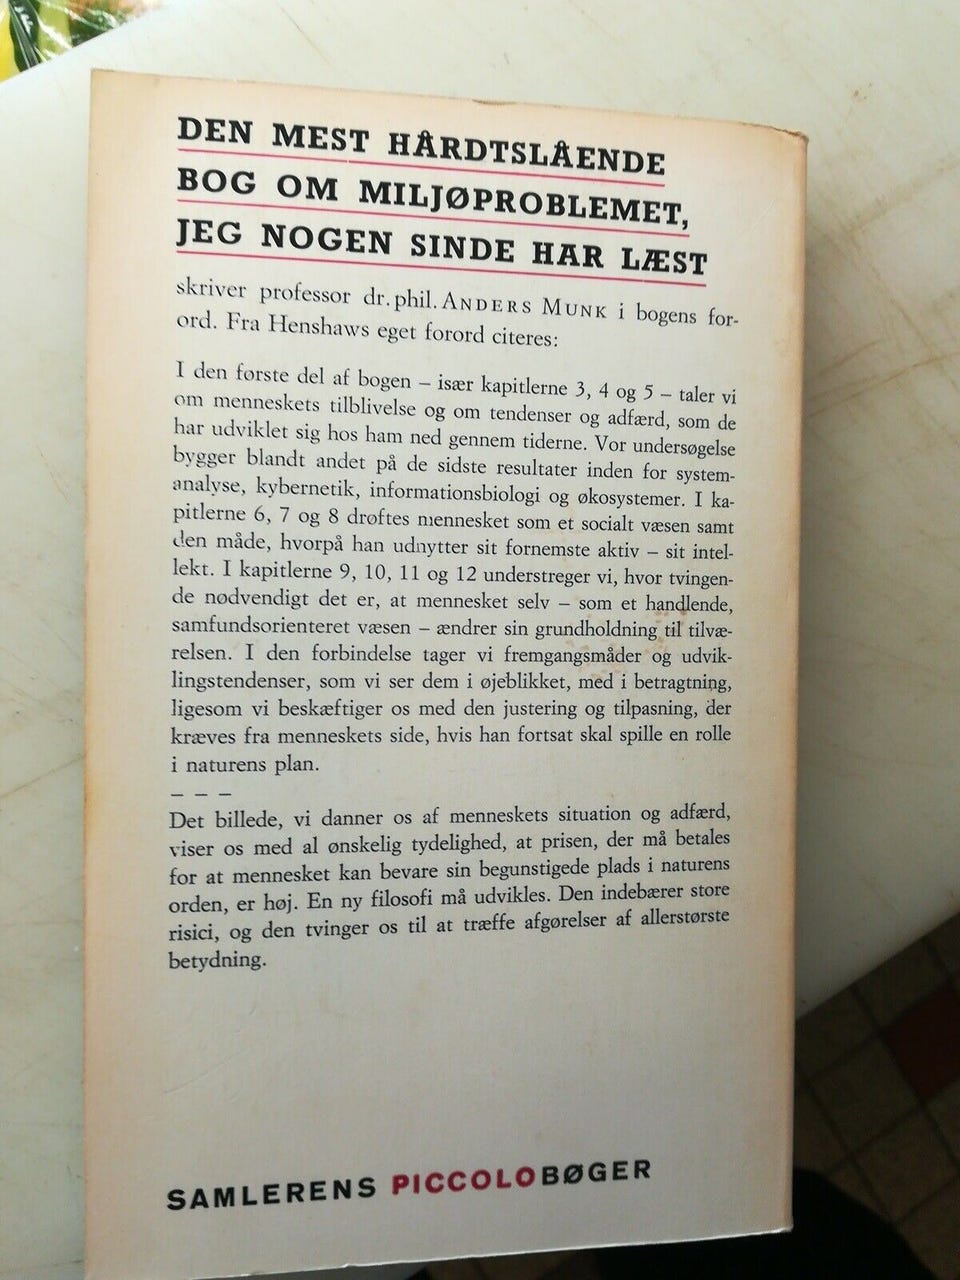 DEN MEST HÅRDTSLÅENDE
BOG OM MILJØPROBLEMET,
JEG NOGEN SINDE HAR LÆST
skriver professor dr. phil. ANDERS MUNK i bogens for-
ord. Fra Henshaws eget forord citeres:
I den første del af bogen – især kapitlerne 3, 4 og 5 – taler vi
om menneskets tilblivelse og om tendenser og adfærd, som de
har udviklet sig hos ham ned gennem tiderne. Vor undersøgelse
bygger blandt andet på de sidste resultater inden for system-
analyse, kybernetik, informationsbiologi og økosystemer. I ka-
pitlerne 6, 7 og 8 drøftes mennesket som et socialt væsen samt
den måde, hvorpå han udnytter sit fornemste aktiv – sit intel-
lekt. I kapitlerne 9, 10, 11 og 12 understreger vi, hvor tvingen-
de nødvendigt det er, at mennesket selv – som et handlende,
samfundsorienteret væsen – ændrer sin grundholdning til tilvæ-
relsen. I den forbindelse tager vi fremgangsmåder og udvik-
lingstendenser, som vi ser dem i øjeblikket, med i betragtning,
ligesom vi beskæftiger os med den justering og tilpasning, der
kræves fra menneskets side, hvis han fortsat skal spille en rolle
i naturens plan.
– – –
Det billede, vi danner os af menneskets situation og adfærd,
viser os med al ønskelig tydelighed, at prisen, der må betales
for at mennesket kan bevare sin begunstigede plads i naturens
orden, er høj. En ny filosofi må udvikles. Den indebærer store
risici, og den tvinger os til at træffe afgørelser af allerstørste
betydning.
SAMLERENS PICCOLOBØGER